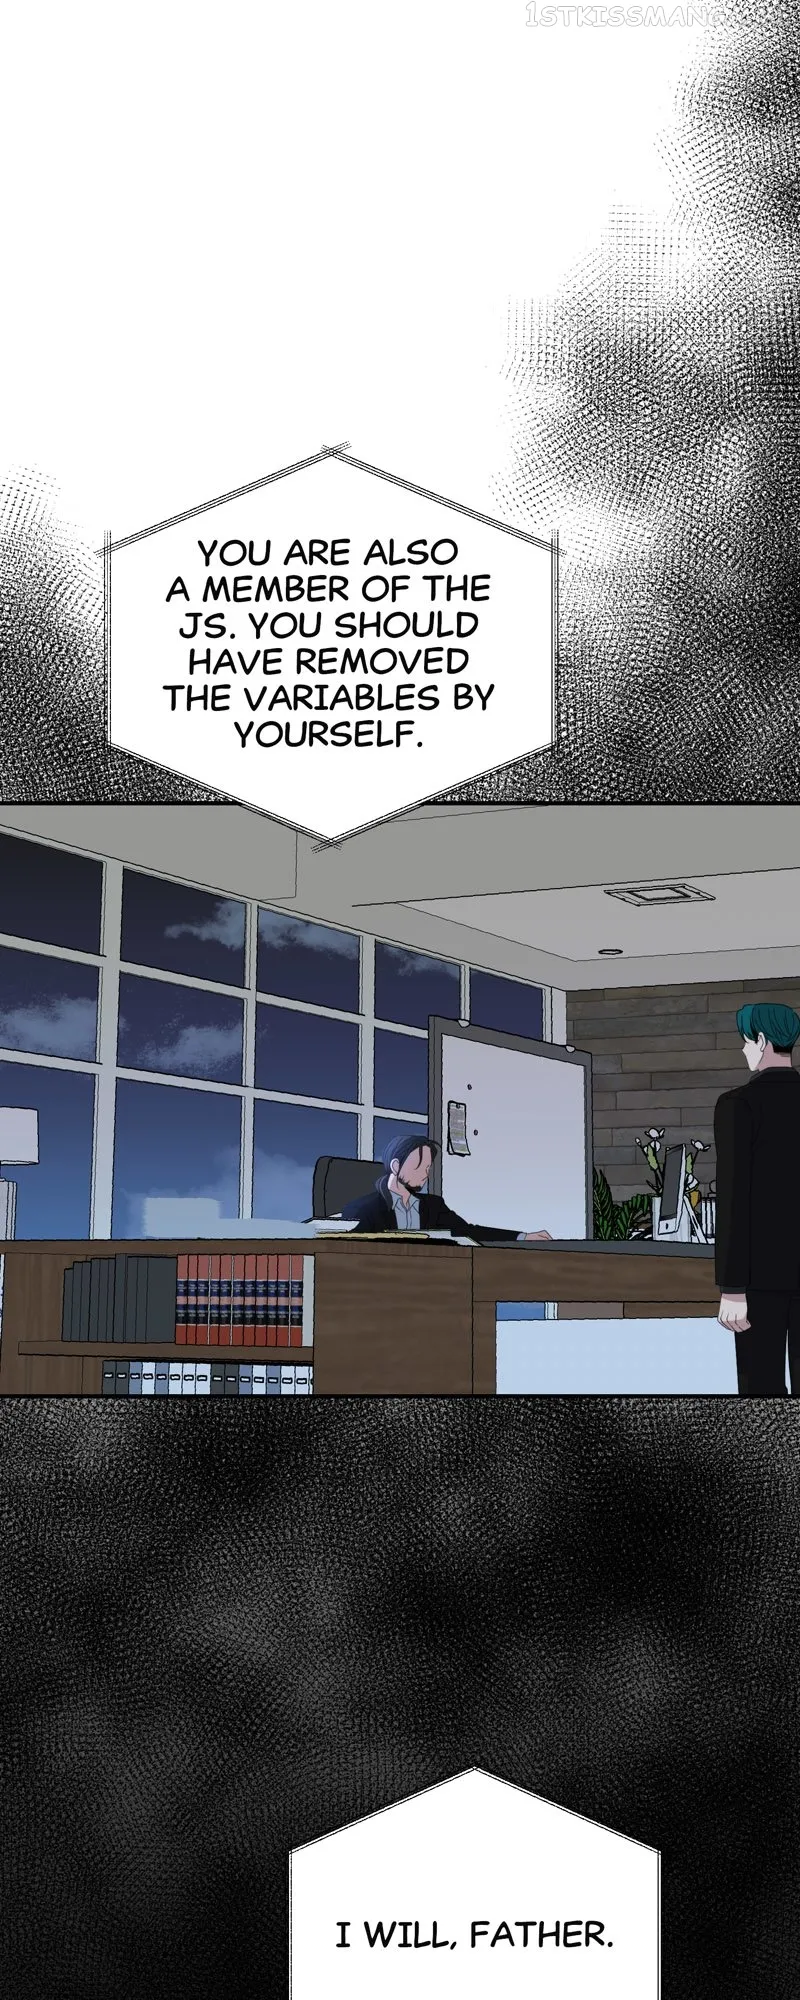 1STKISSMANG
YOU ARE ALSO
A MEMBER OF THE
JS. YOU SHOULD
HAVE REMOVED
THE VARIABLES BY
YOURSELF.
I WILL, FATHER.